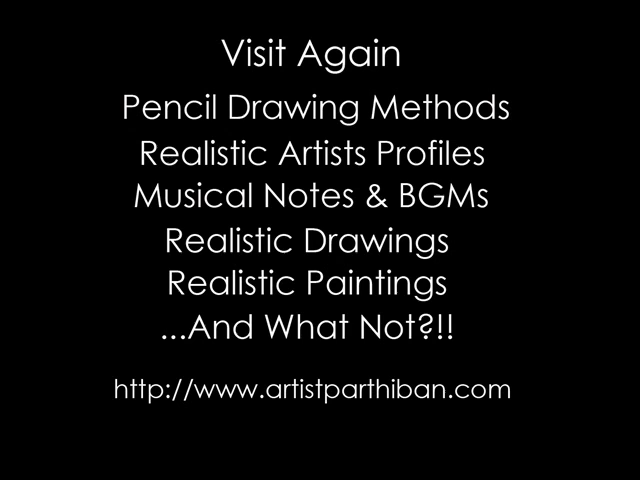 Visit Again
Pencil Drawing Methods
Realistic Artists Profiles
Musical Notes & BGMs
Realistic Drawings
Realistic Paintings
...And What Not?!!
http://www.artistparthiban.com